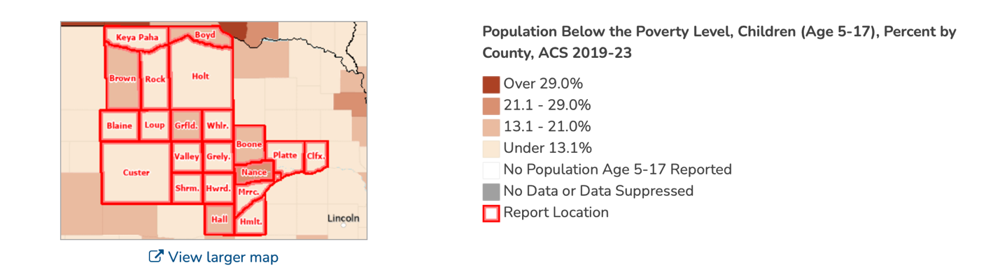 Keya Paha
Boyd
Brown
Rock
Holt
Blaine
Loup
Grfld.
Whlr.
Boone
Custer
Valley
Grely.
Platte
Clfx.
Nance
Shrm.
Hwrd.
Mrrc.
Hall
Hmlt.
Lincoln
View larger map
Population Below the Poverty Level, Children (Age 5-17), Percent by
County, ACS 2019-23
Over 29.0%
21.1 - 29.0%
13.1 - 21.0%
Under 13.1%
No Population Age 5-17 Reported
No Data or Data Suppressed
Report Location